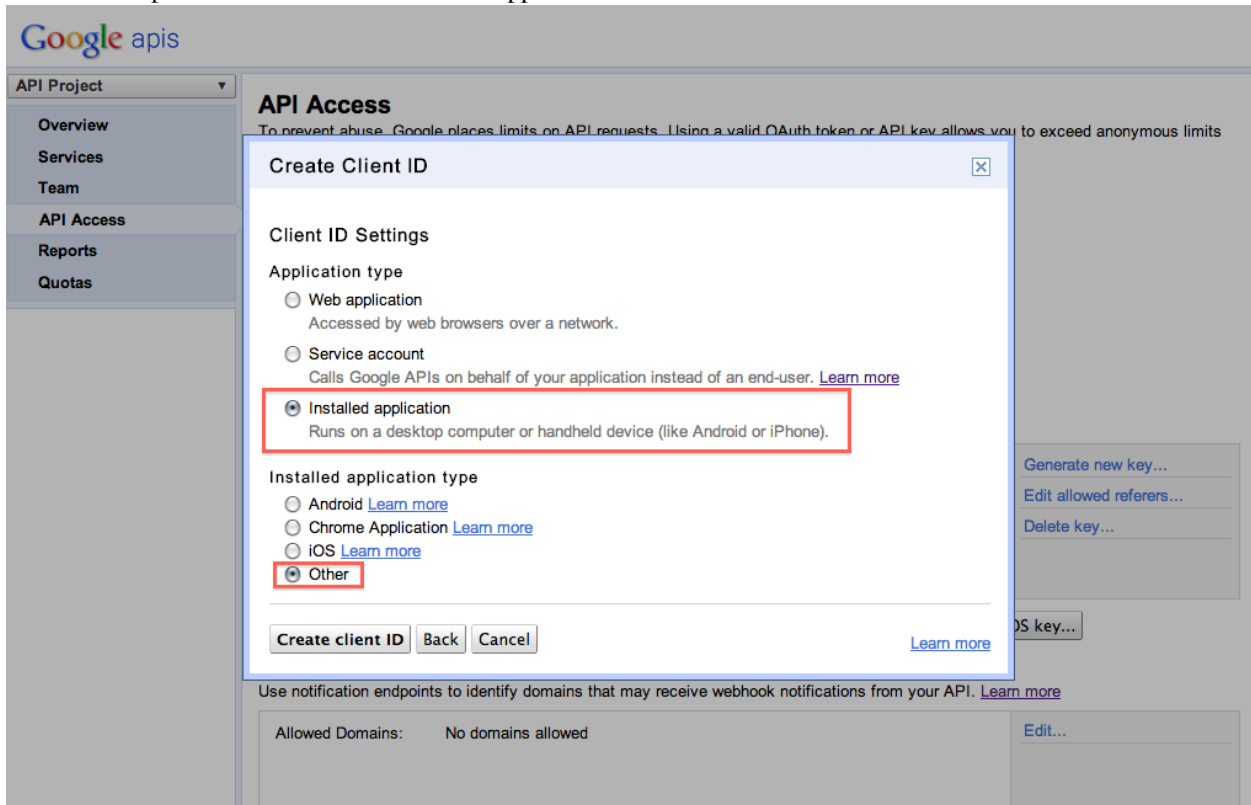 Google apis
API Project
Overview
Services
Team
API Access
Reports
Quotas
API Access
To prevent abuse, Google places limits on API requests. Using a valid OAuth token or API key allows you to exceed anonymous limits
Create Client ID
Client ID Settings
Application type
Web application
Accessed by web browsers over a network.
Service account
Calls Google APIs on behalf of your application instead of an end-user. Learn more
Installed application
Runs on a desktop computer or handheld device (like Android or iPhone).
Installed application type
Android Learn more
Chrome Application Learn more
iOS Learn more
Other
Create client ID Back Cancel
Learn more
Generate new key...
Edit allowed referers...
Delete key...
OS key...
Use notification endpoints to identify domains that may receive webhook notifications from your API. Learn more
Allowed Domains: No domains allowed
Edit...